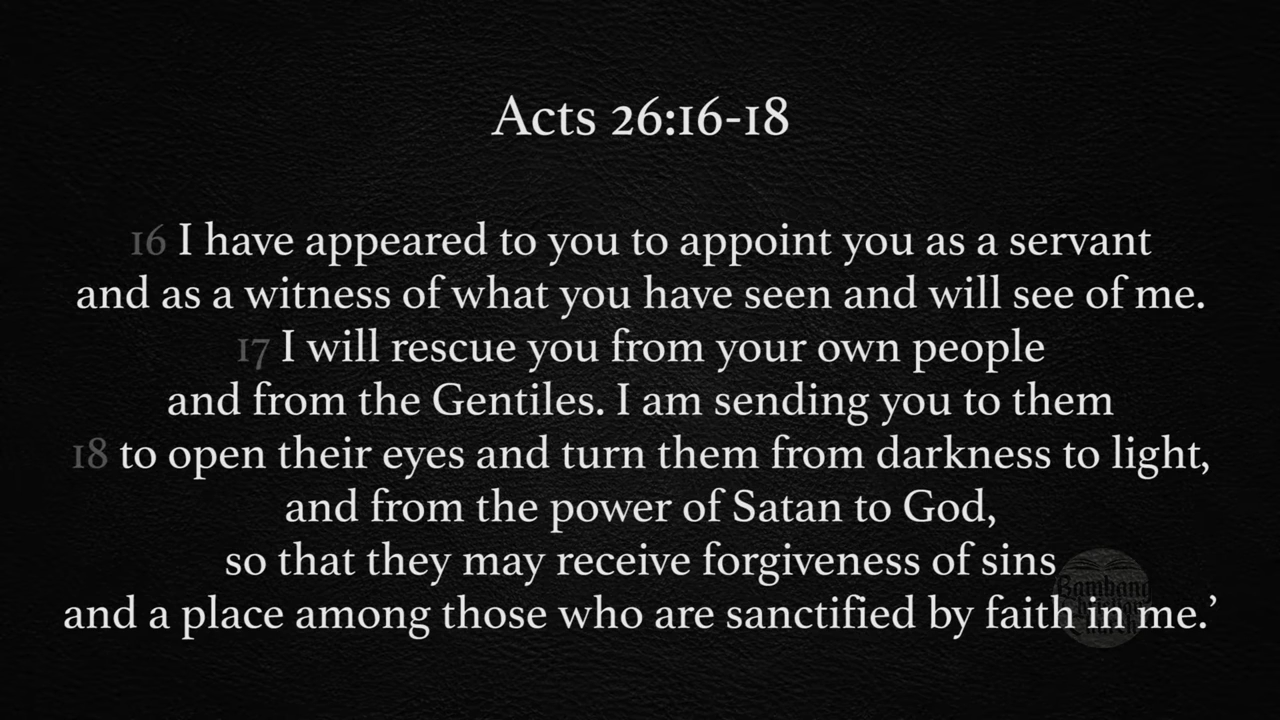 Acts 26:16-18
16 I have appeared to you to appoint you as a servant
and as a witness of what you have seen and will see of me.
17 I will rescue you from your own people
and from the Gentiles. I am sending you to them
18 to open their eyes and turn them from darkness to light,
and from the power of Satan to God,
so that they may receive forgiveness of sins
and a place among those who are sanctified by faith in me.’
Bambang
Church